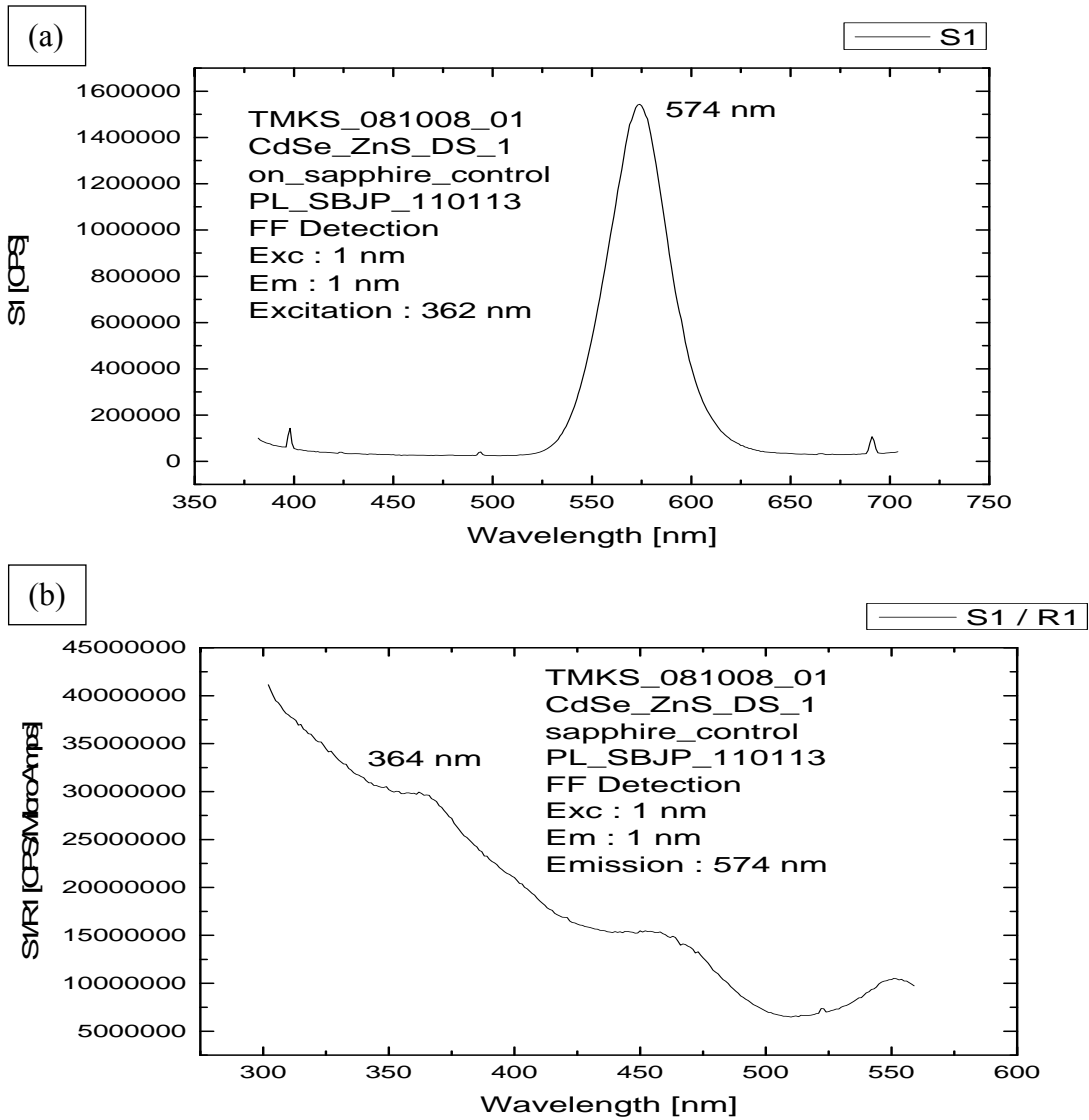 (a)
S1
1600000
1400000
1200000
1000000
800000
600000
400000
200000
0
S1 [CPS]
574 nm
TMKS_081008_01
CdSe_ZnS_DS_1
on_sapphire_control
PL_SBJP_110113
FF Detection
Exc : 1 nm
Em : 1 nm
Excitation : 362 nm
350 400 450 500 550 600 650 700 750
Wavelength [nm]
(b)
S1 / R1
45000000
40000000
35000000
30000000
25000000
20000000
15000000
10000000
5000000
S1/R1 [CPS/MicroAmps]
364 nm
TMKS_081008_01
CdSe_ZnS_DS_1
sapphire_control
PL_SBJP_110113
FF Detection
Exc : 1 nm
Em : 1 nm
Emission : 574 nm
300 350 400 450 500 550 600
Wavelength [nm]